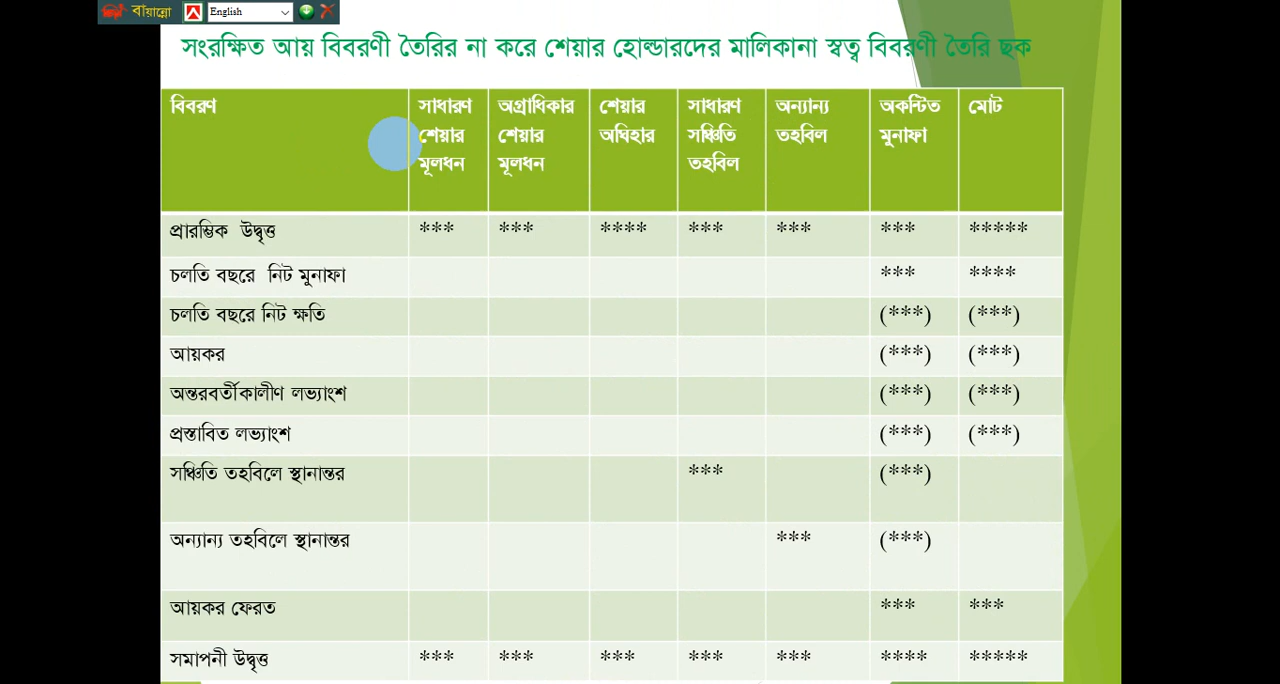 বায়ান্নো English
সংরক্ষিত আয় বিবরণী তৈরির না করে শেয়ার হোল্ডারদের মালিকানা স্বত্ব বিবরণী তৈরি ছক
বিবরণ
সাধারণ
শেয়ার
মূলধন
অগ্রাধিকার
শেয়ার
মূলধন
শেয়ার
অধিহার
সাধারণ
সঞ্চিতি
তহবিল
অন্যান্য
তহবিল
অবন্টিত
মুনাফা
মোট
প্রারম্ভিক উদ্বৃত্ত *** *** **** *** *** *** *****
চলতি বছরে নিট মুনাফা *** ****
চলতি বছরে নিট ক্ষতি (***) (***)
আয়কর (***) (***)
অন্তরবর্তীকালীণ লভ্যাংশ (***) (***)
প্রস্তাবিত লভ্যাংশ (***) (***)
সঞ্চিতি তহবিলে স্থানান্তর *** (***)
অন্যান্য তহবিলে স্থানান্তর *** (***)
আয়কর ফেরত *** ***
সমাপনী উদ্বৃত্ত *** *** *** *** *** **** *****